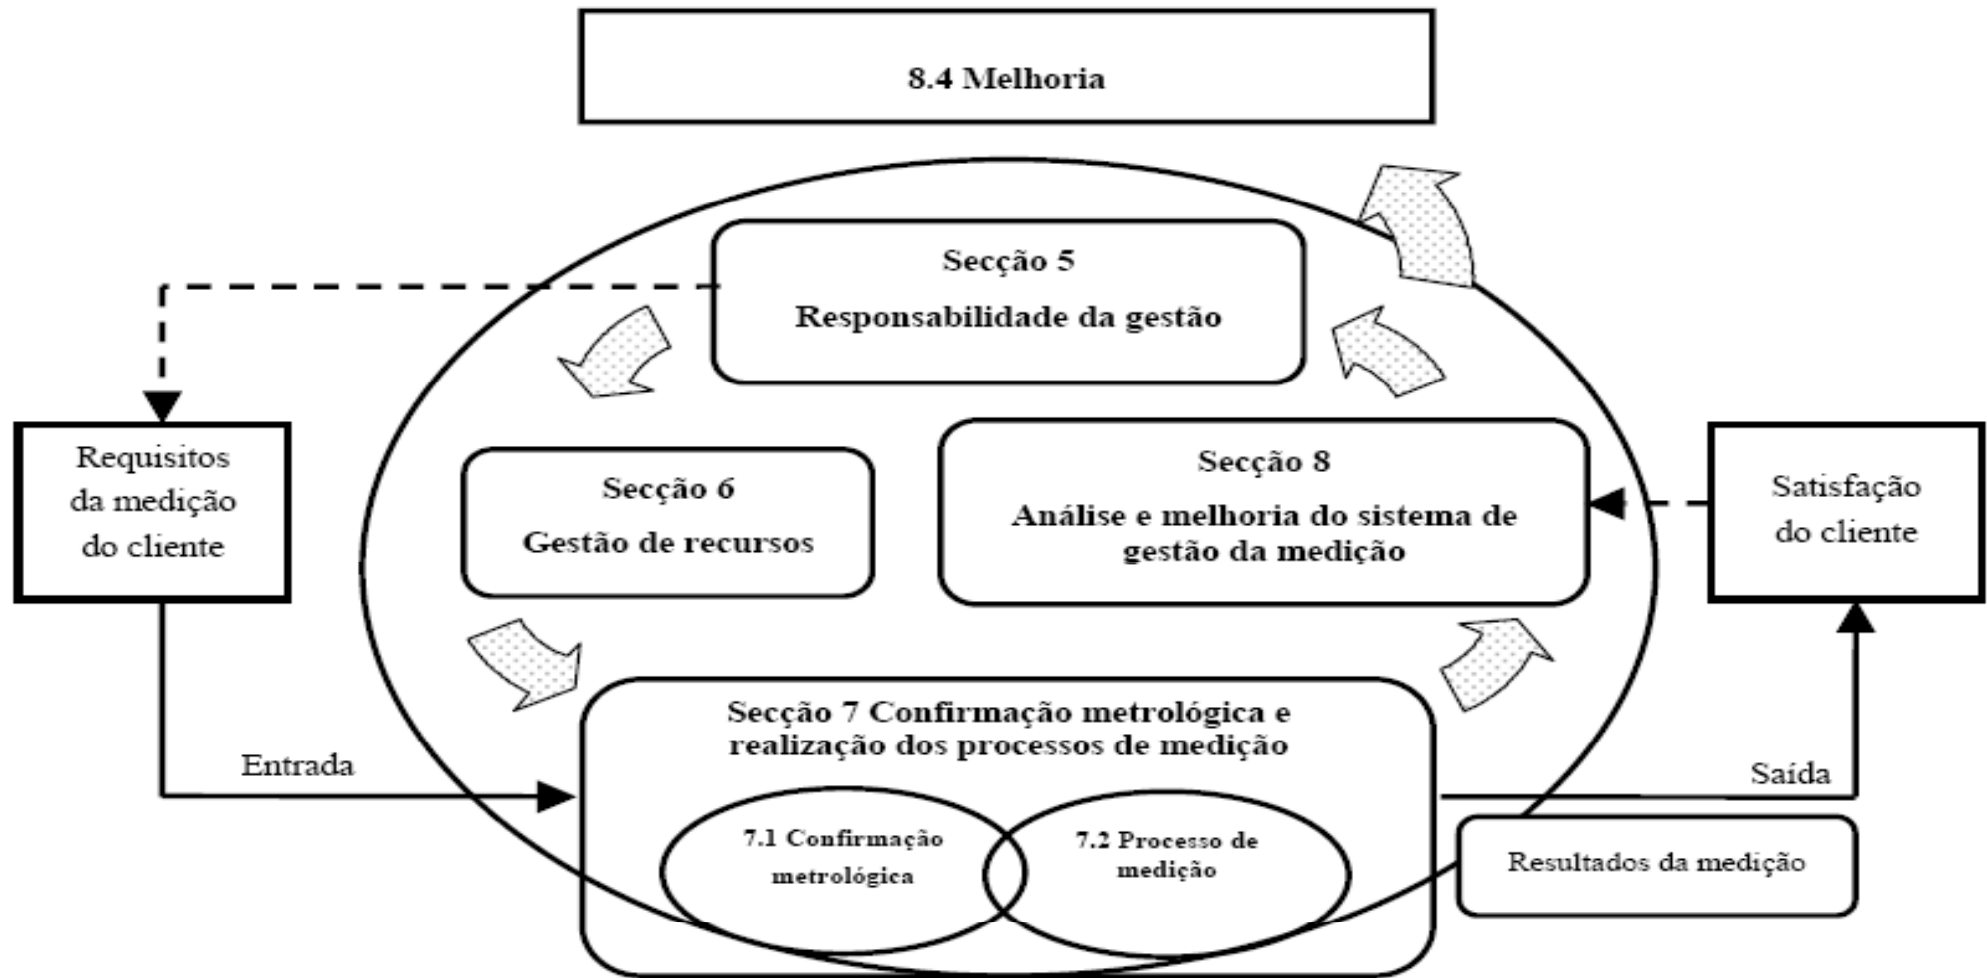 8.4 Melhoria
Secção 5
Responsabilidade da gestão
Requisitos
da medição
do cliente
Secção 6
Gestão de recursos
Secção 8
Análise e melhoria do sistema de
gestão da medição
Satisfação
do cliente
Entrada
Secção 7 Confirmação metrológica e
realização dos processos de medição
7.1 Confirmação
metrológica
7.2 Processo de
medição
Saída
Resultados da medição